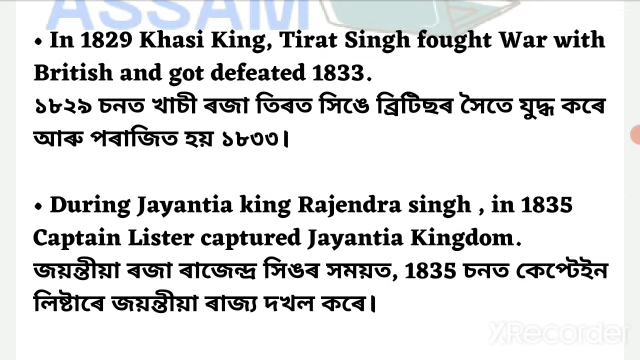 ASSAM
• In 1829 Khasi King, Tirat Singh fought War with
British and got defeated 1833.
১৮২৯ চনত খাচী ৰজা তিৰত সিঙে ব্ৰিটিছৰ সৈতে যুদ্ধ কৰে
আৰু পৰাজিত হয় ১৮৩৩।
• During Jayantia king Rajendra singh , in 1835
Captain Lister captured Jayantia Kingdom.
জয়ন্তীয়া ৰজা ৰাজেন্দ্ৰ সিঙৰ সময়ত, 1835 চনত কেপ্টেইন
লিষ্টাৰে জয়ন্তীয়া ৰাজ্য দখল কৰে।
XRecorder